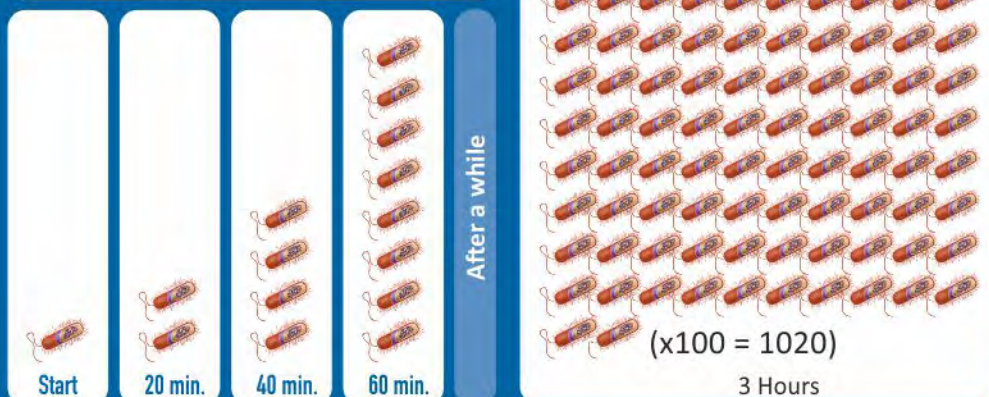 Start
20 min.
40 min.
60 min.
After a while
(x100 = 1020)
3 Hours